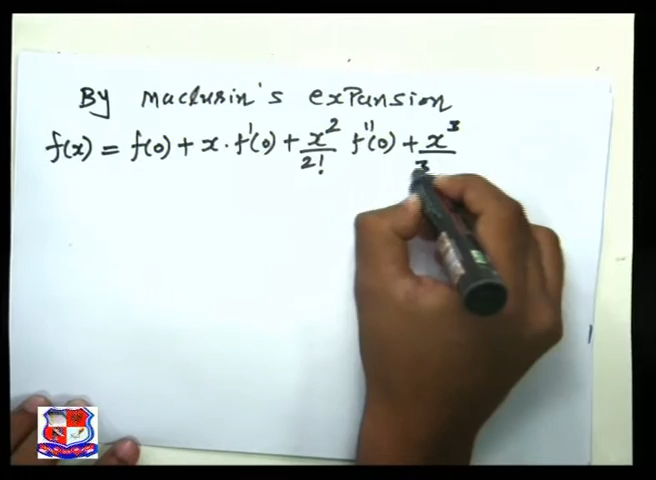 By maclurin's expansion
f(x) = f(0) + x · f'(0) + x²/2! f''(0) + x³/3